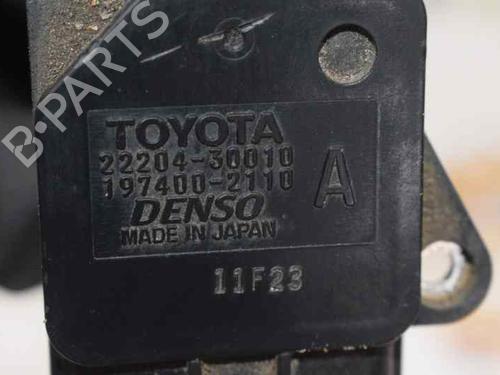 TOYOTA
22204-30010
197400-2110
A
DENSO
MADE IN JAPAN
11F23
B-PARTS